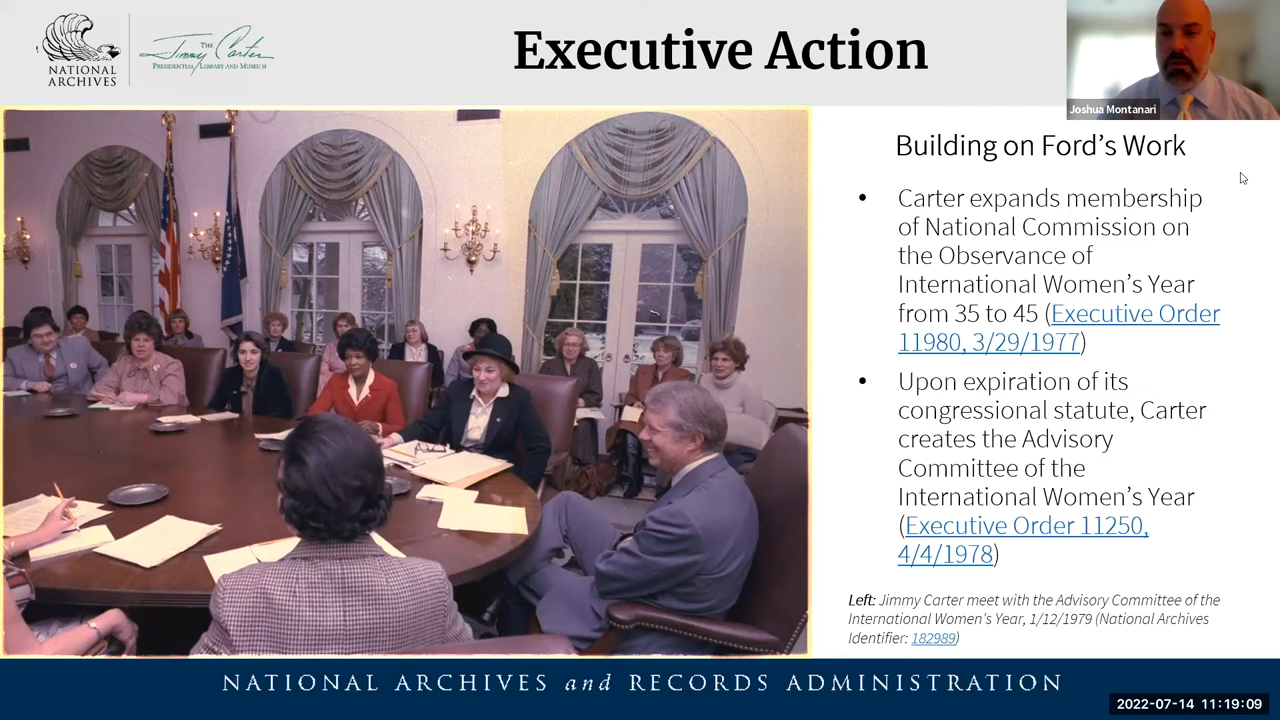 NATIONAL
ARCHIVES
THE
Jimmy Carter
PRESIDENTIAL LIBRARY AND MUSEUM
Executive Action
Joshua Montanari
Building on Ford's Work
• Carter expands membership
of National Commission on
the Observance of
International Women's Year
from 35 to 45 (Executive Order
11980, 3/29/1977)
• Upon expiration of its
congressional statute, Carter
creates the Advisory
Committee of the
International Women's Year
(Executive Order 11250,
4/4/1978)
Left: Jimmy Carter meet with the Advisory Committee of the
International Women's Year, 1/12/1979 (National Archives
Identifier: 182989)
NATIONAL ARCHIVES and RECORDS ADMINISTRATION
2022-07-14 11:19:09